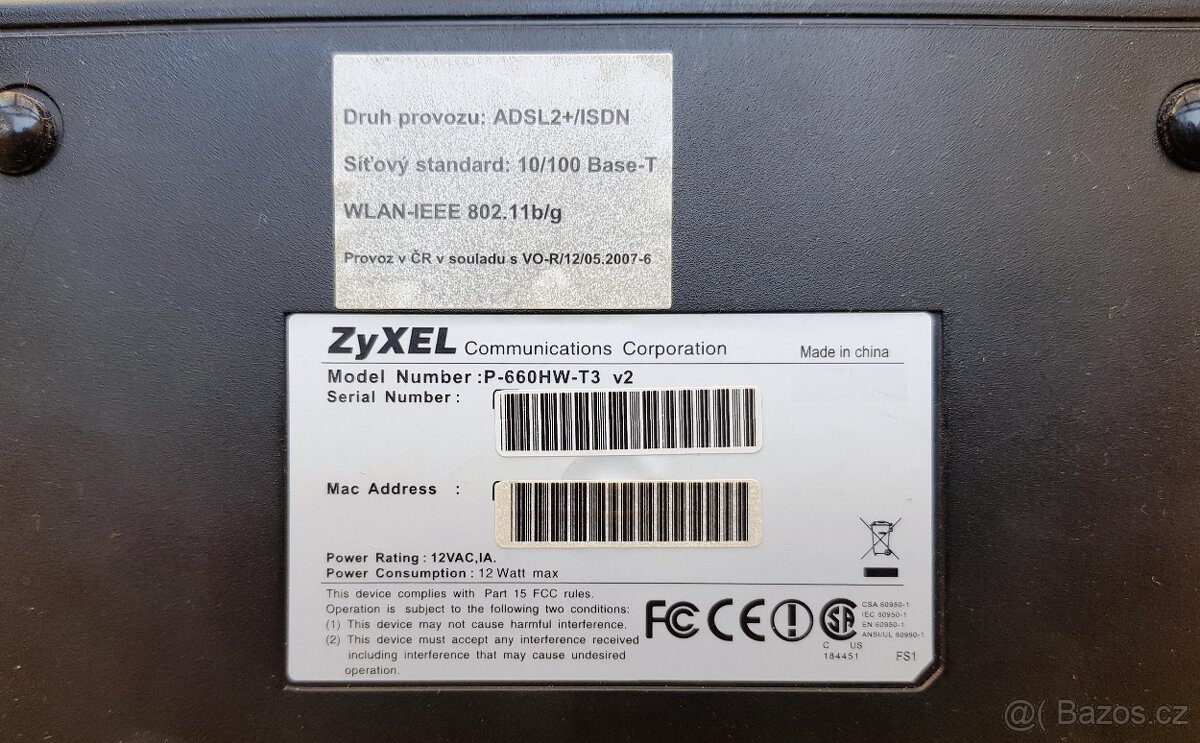 Druh provozu: ADSL2+/ISDN
Síťový standard: 10/100 Base-T
WLAN-IEEE 802.11b/g
Provoz v ČR v souladu s VO-R/12/05.2007-6
ZyXEL Communications Corporation Made in china
Model Number :P-660HW-T3 v2
Serial Number :
Mac Address :
Power Rating : 12VAC,IA.
Power Consumption : 12 Watt max
This device complies with Part 15 FCC rules.
Operation is subject to the following two conditions:
(1) This device may not cause harmful interference.
(2) This device must accept any interference received
including interference that may cause undesired
operation.
FC CE SA
C US
184451
CSA 60950-1
IEC 60950-1
EN 60950-1
ANSI/UL 60950-1
FS1
@( Bazos.cz